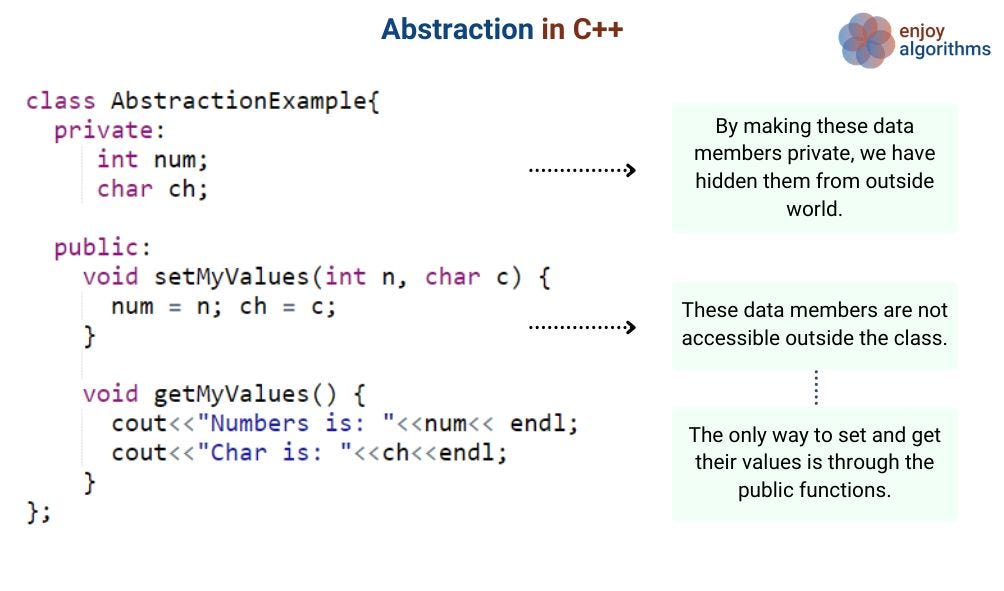 Abstraction in C++
enjoy
algorithms
class AbstractionExample{
private:
int num;
char ch;
By making these data
members private, we have
hidden them from outside
world.
public:
void setMyValues(int n, char c) {
num = n; ch = c;
}
These data members are not
accessible outside the class.
void getMyValues() {
cout<<"Numbers is: "<<num<< endl;
cout<<"Char is: "<<ch<<endl;
}
};
The only way to set and get
their values is through the
public functions.